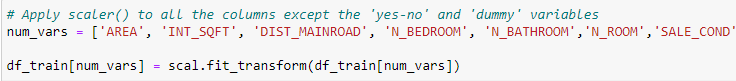 # Apply scaler() to all the columns except the 'yes-no' and 'dummy' variables
num_vars = ['AREA', 'INT_SQFT', 'DIST_MAINROAD', 'N_BEDROOM', 'N_BATHROOM','N_ROOM','SALE_COND'
df_train[num_vars] = scal.fit_transform(df_train[num_vars])